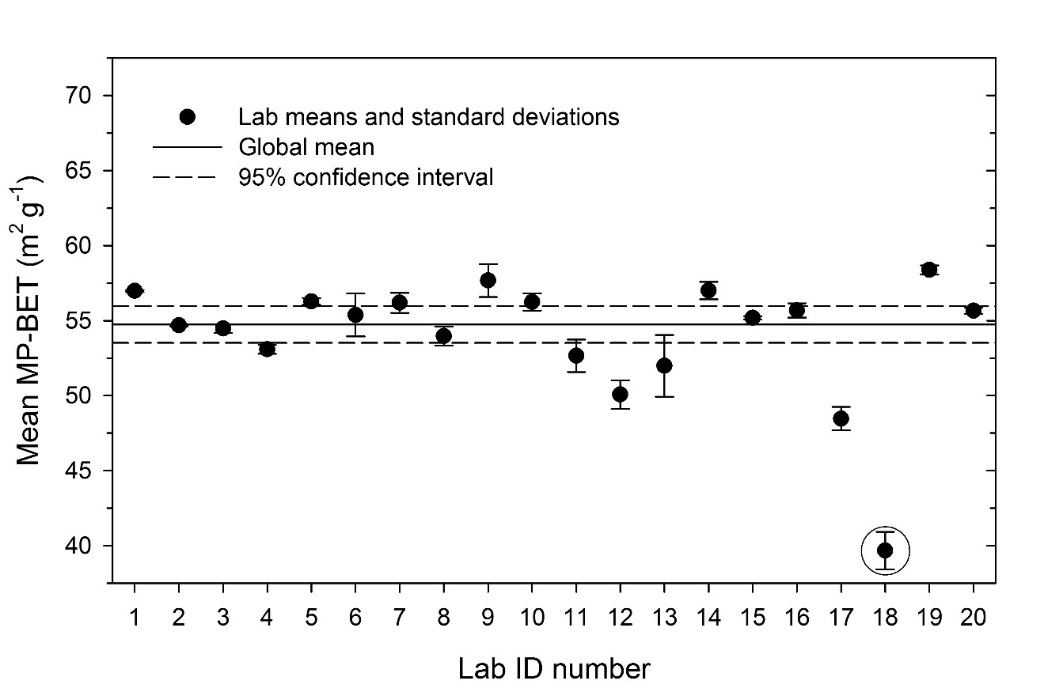 70
65
60
55
50
45
40
Mean MP-BET (m² g⁻¹)
Lab means and standard deviations
Global mean
95% confidence interval
1 2 3 4 5 6 7 8 9 10 11 12 13 14 15 16 17 18 19 20
Lab ID number